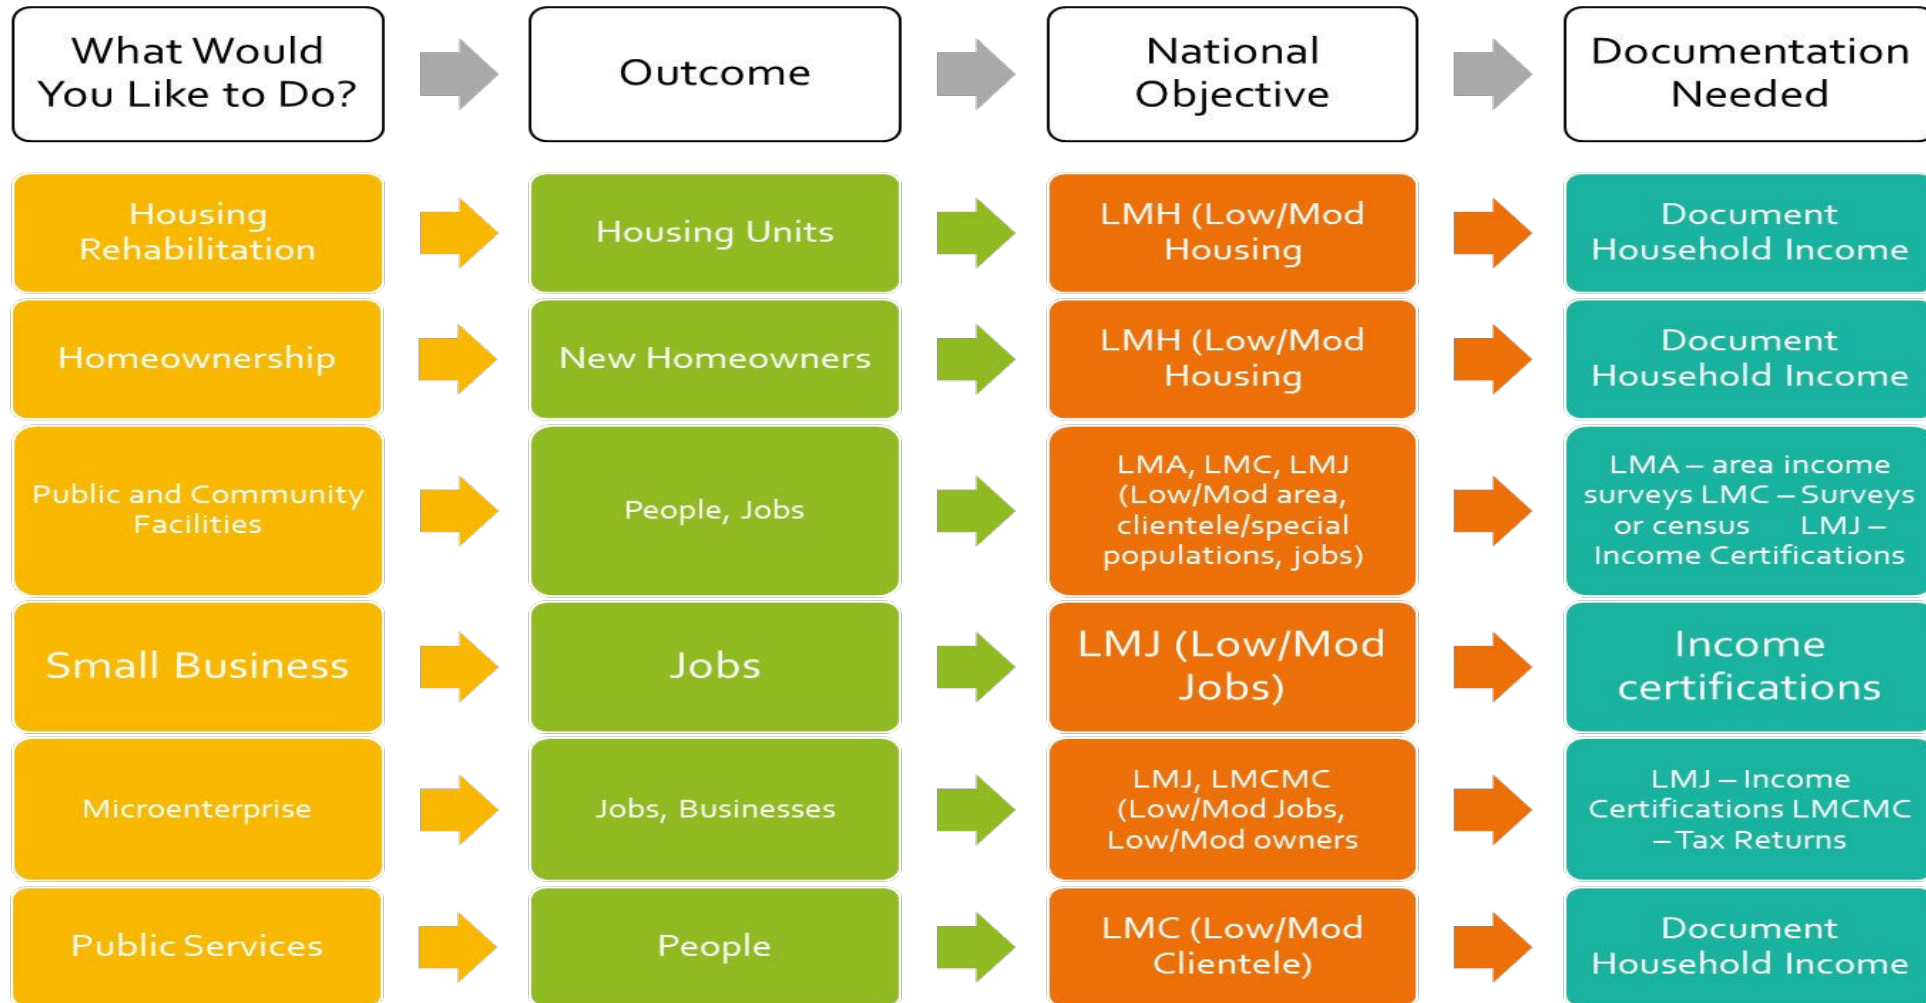 What Would
You Like to Do?
Outcome
National
Objective
Documentation
Needed
Housing
Rehabilitation
Housing Units
LMH (Low/Mod
Housing
Document
Household Income
Homeownership
New Homeowners
LMH (Low/Mod
Housing
Document
Household Income
Public and Community
Facilities
People, Jobs
LMA, LMC, LMJ
(Low/Mod area,
clientele/special
populations, jobs)
LMA – area income
surveys LMC – Surveys
or census LMJ –
Income Certifications
Small Business
Jobs
LMJ (Low/Mod
Jobs)
Income
certifications
Microenterprise
Jobs, Businesses
LMJ, LMCMC
(Low/Mod Jobs,
Low/Mod owners
LMJ – Income
Certifications LMCMC
– Tax Returns
Public Services
People
LMC (Low/Mod
Clientele)
Document
Household Income